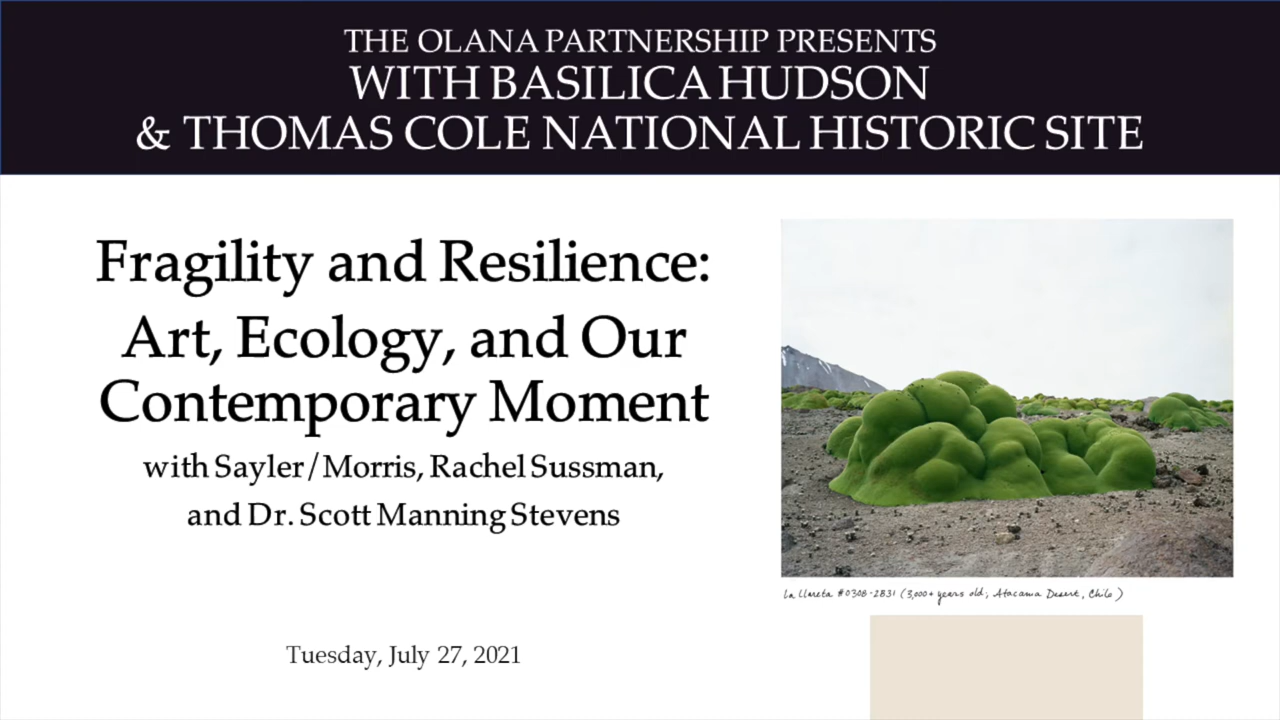 THE OLANA PARTNERSHIP PRESENTS
WITH BASILICA HUDSON
& THOMAS COLE NATIONAL HISTORIC SITE
Fragility and Resilience:
Art, Ecology, and Our
Contemporary Moment
with Sayler/Morris, Rachel Sussman,
and Dr. Scott Manning Stevens
Tuesday, July 27, 2021
La Llareta #0308-2B31 (3,000+ years old; Atacama Desert, Chile)